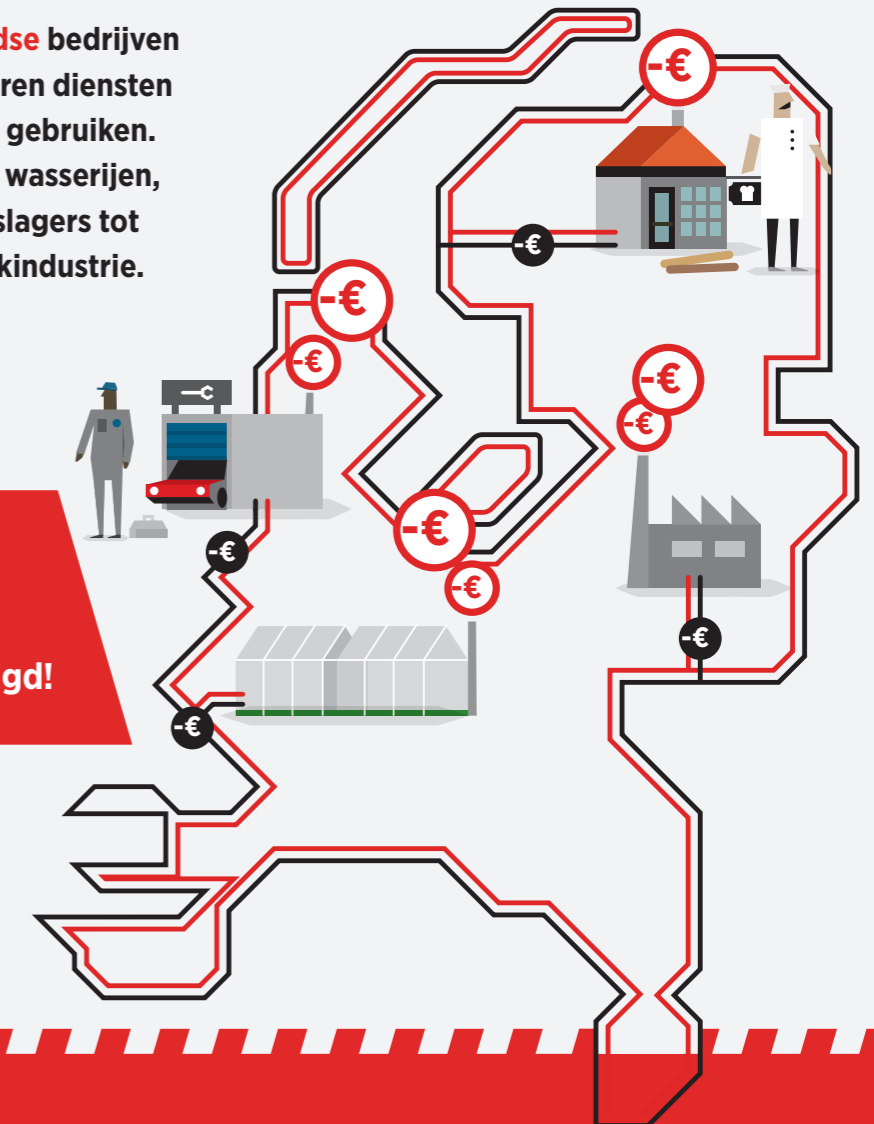 dse bedrijven
ren diensten
gebruiken.
wasserijen,
slagers tot
kindustrie.
-€
-€
-€
-€
-€
-€
-€
-€
-€
gd!
-€
-€